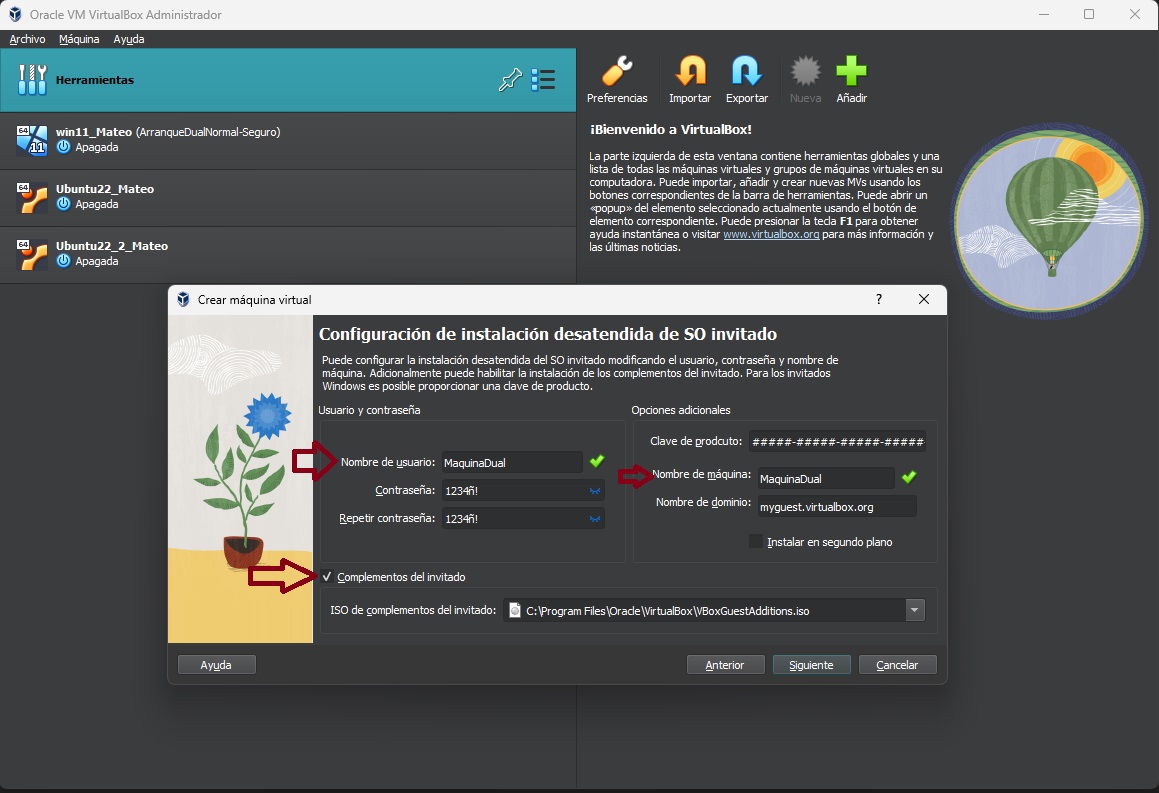 Oracle VM VirtualBox Administrador
Archivo Máquina Ayuda
Herramientas
64
11
win11_Mateo (ArranqueDualNormal-Seguro)
Apagada
64
Ubuntu22_Mateo
Apagada
64
Ubuntu22_2_Mateo
Apagada
Preferencias Importar Exportar Nueva Añadir
¡Bienvenido a VirtualBox!
La parte izquierda de esta ventana contiene herramientas globales y una
lista de todas las máquinas virtuales y grupos de máquinas virtuales en su
computadora. Puede importar, añadir y crear nuevas MVs usando los
botones correspondientes de la barra de herramientas. Puede abrir un
«popup» del elemento seleccionado actualmente usando el botón de
elemento correspondiente. Puede presionar la tecla F1 para obtener
ayuda instantánea o visitar www.virtualbox.org para más información y
las últimas noticias.
Crear máquina virtual
?
Configuración de instalación desatendida de SO invitado
Puede configurar la instalación desatendida del SO invitado modificando el usuario, contraseña y nombre de
máquina. Adicionalmente puede habilitar la instalación de los complementos del invitado. Para los invitados
Windows es posible proporcionar una clave de producto.
Usuario y contraseña
Nombre de usuario: MaquinaDual
Contraseña: 1234ñ!
Repetir contraseña: 1234ñ!
Opciones adicionales
Clave de prodcuto: #####-#####-#####-#####
Nombre de máquina: MaquinaDual
Nombre de dominio: myguest.virtualbox.org
Instalar en segundo plano
Complementos del invitado
ISO de complementos del invitado: C:\Program Files\Oracle\VirtualBox\VBoxGuestAdditions.iso
Ayuda Anterior Siguiente Cancelar